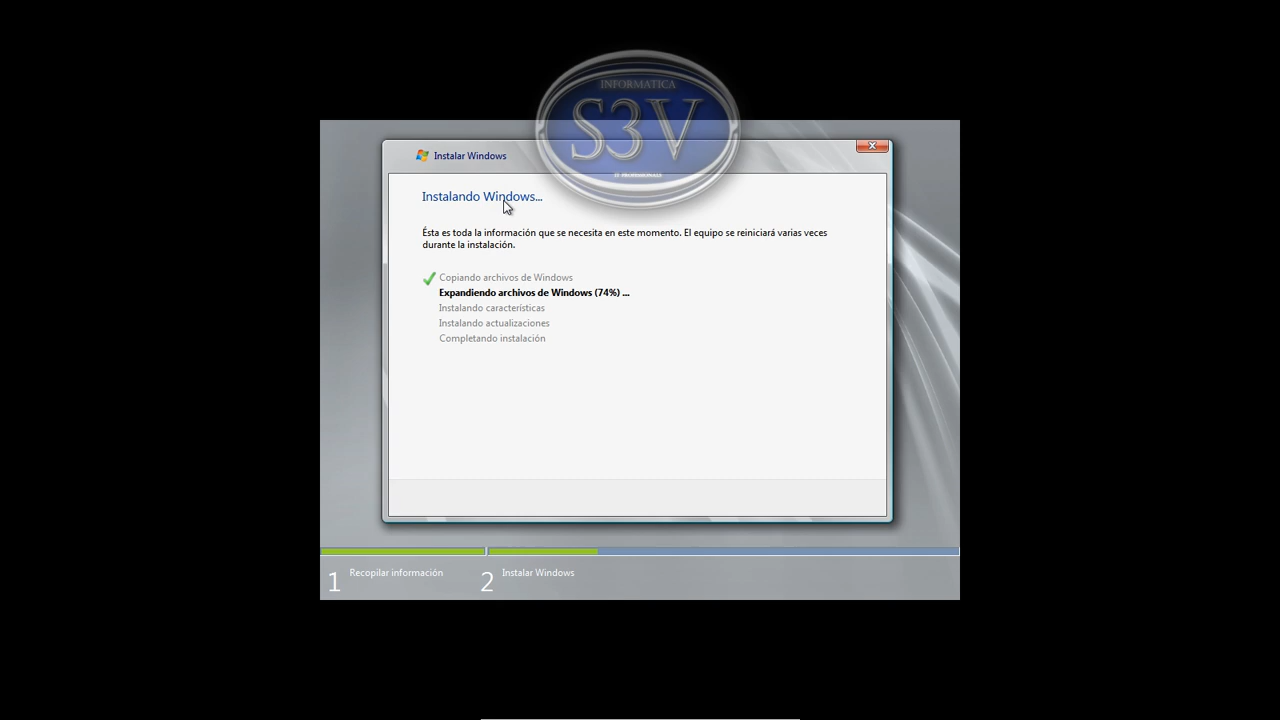 INFORMATICA
S3V
IT PROFESSIONALS
Instalar Windows
Instalando Windows...
Ésta es toda la información que se necesita en este momento. El equipo se reiniciará varias veces
durante la instalación.
Copiando archivos de Windows
Expandiendo archivos de Windows (74%) ...
Instalando características
Instalando actualizaciones
Completando instalación
1 Recopilar información
2 Instalar Windows